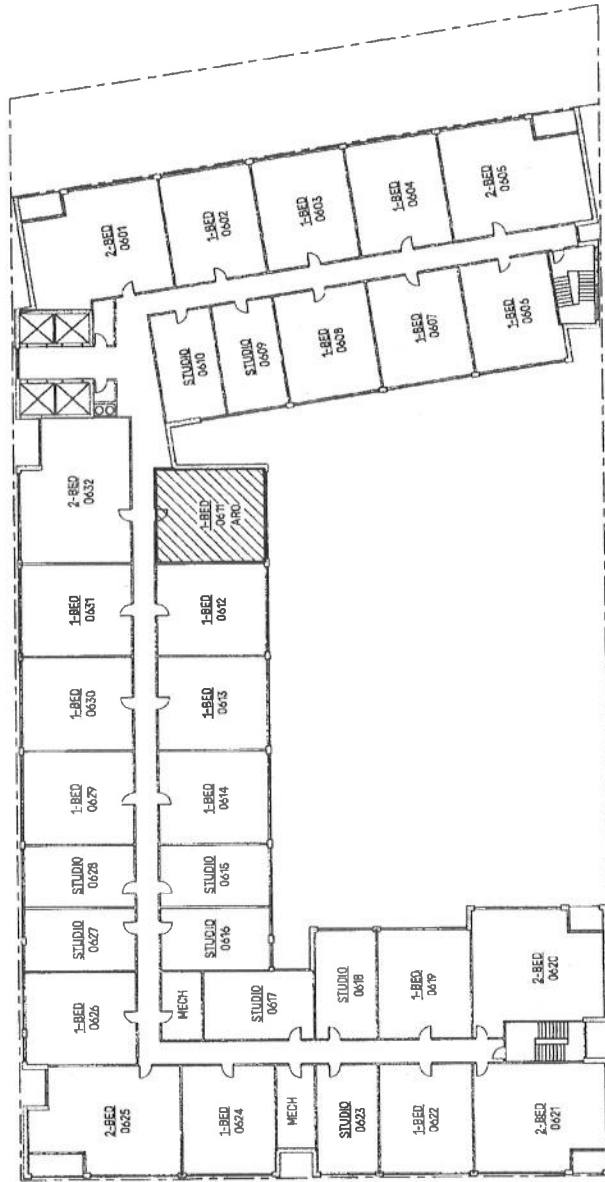 2-BED
0601
1-BED
0602
1-BED
0603
1-BED
0604
2-BED
0605
1-BED
0606
1-BED
0607
1-BED
0608
STUDIO
0609
STUDIO
0610
1-BED
0611
ARO
1-BED
0612
1-BED
0613
1-BED
0614
STUDIO
0615
STUDIO
0616
STUDIO
0617
MECH
STUDIO
0618
1-BED
0619
2-BED
0620
2-BED
0621
1-BED
0622
STUDIO
0623
MECH
1-BED
0624
2-BED
0625
1-BED
0626
STUDIO
0627
STUDIO
0628
1-BED
0629
1-BED
0630
1-BED
0631
2-BED
0632